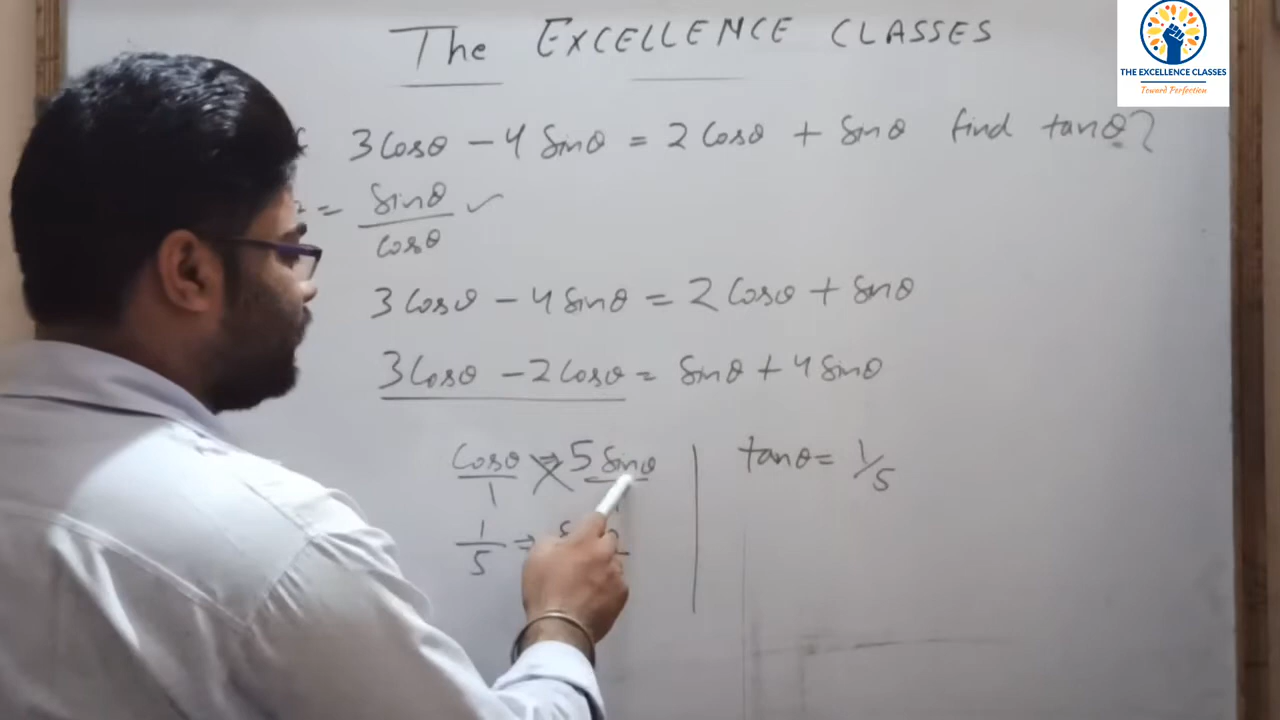 The EXCELLENCE CLASSES
THE EXCELLENCE CLASSES
Toward Perfection
3 Cosθ - 4 Sinθ = 2 Cosθ + Sinθ find tanθ?
= Sinθ / Cosθ ✓
3 Cosθ - 4 Sinθ = 2 Cosθ + Sinθ
3 Cosθ - 2 Cosθ = Sinθ + 4 Sinθ
Cosθ / 1 = 5 Sinθ
tanθ = 1/5
1/5 ⇒